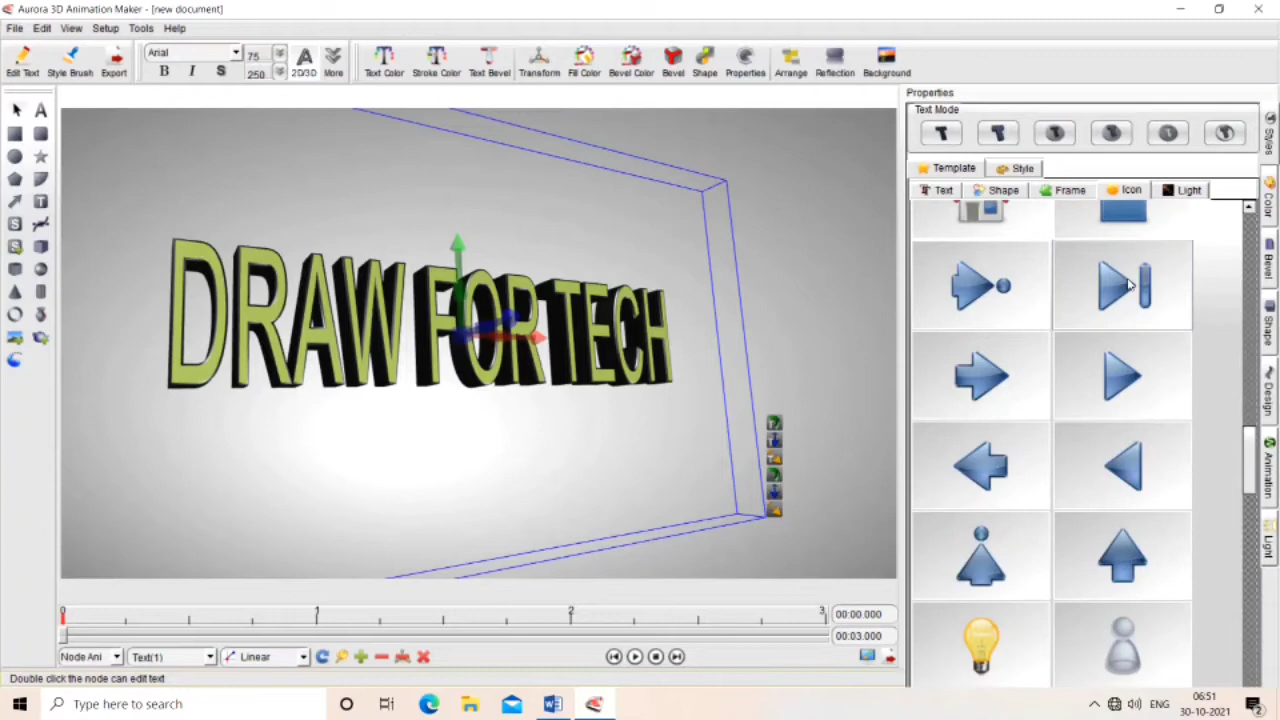 Aurora 3D Animation Maker - [new document]
File Edit View Setup Tools Help
Arial 75
B I S 250
Edit Text Style Brush Export 2D/3D More Text Color Stroke Color Text Bevel Transform Fill Color Bevel Color Bevel Shape Properties Arrange Reflection Background
Properties
Text Mode
Template Style
Text Shape Frame Icon Light
Styles
Color
Bevel
Shape
Design
Animation
Light
DRAW FOR TECH
0 1 2 3 00:00.000
00:03.000
Node Ani Text(1) Linear
Double click the node can edit text
Type here to search
ENG
06:51
30-10-2021
2